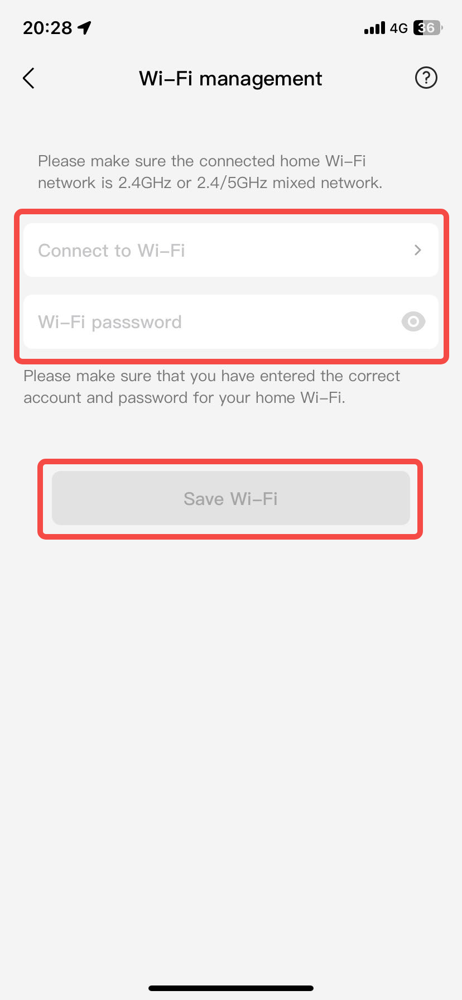 20:28 4G 36
Wi-Fi management
?
Please make sure the connected home Wi-Fi
network is 2.4GHz or 2.4/5GHz mixed network.
Connect to Wi-Fi
Wi-Fi passsword
Please make sure that you have entered the correct
account and password for your home Wi-Fi.
Save Wi-Fi